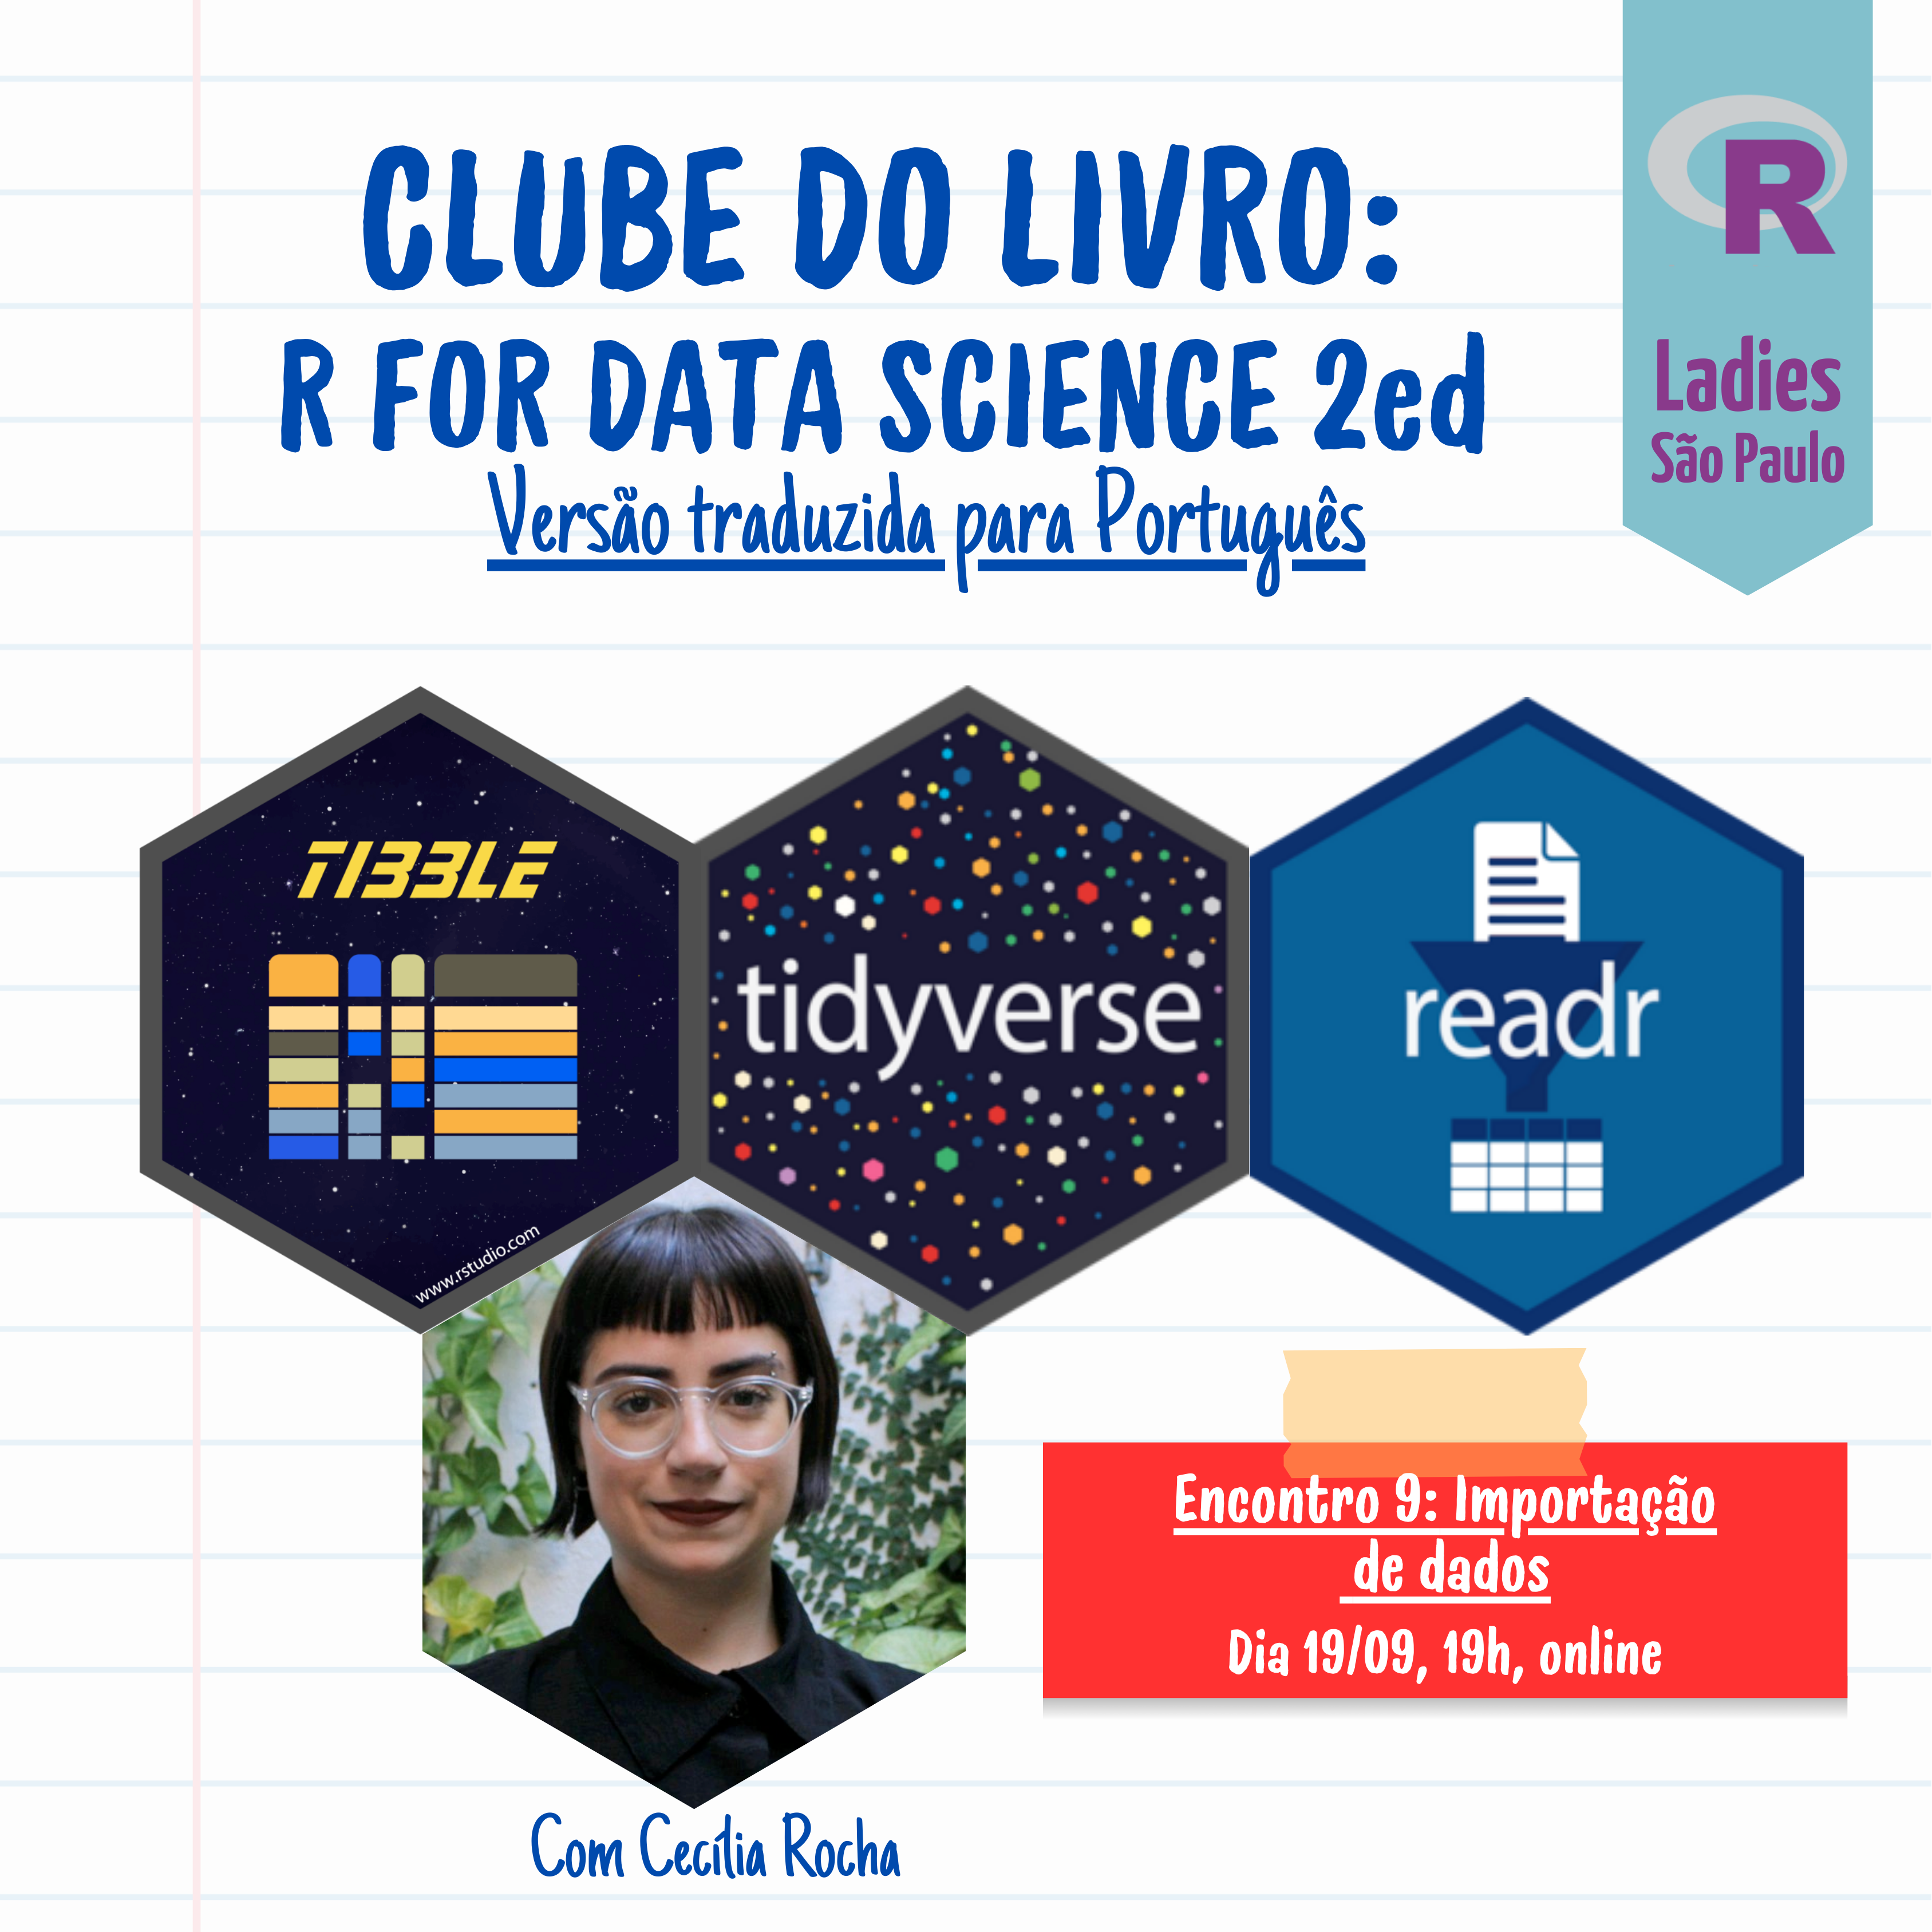 CLUBE DO LIVRO:
R FOR DATA SCIENCE 2ed
Versão traduzida para Português
R
Ladies
São Paulo
TIBBLE
www.rstudio.com
tidyverse
readr
Encontro 9: Importação
de dados
Dia 19/09, 19h, online
Com Cecília Rocha